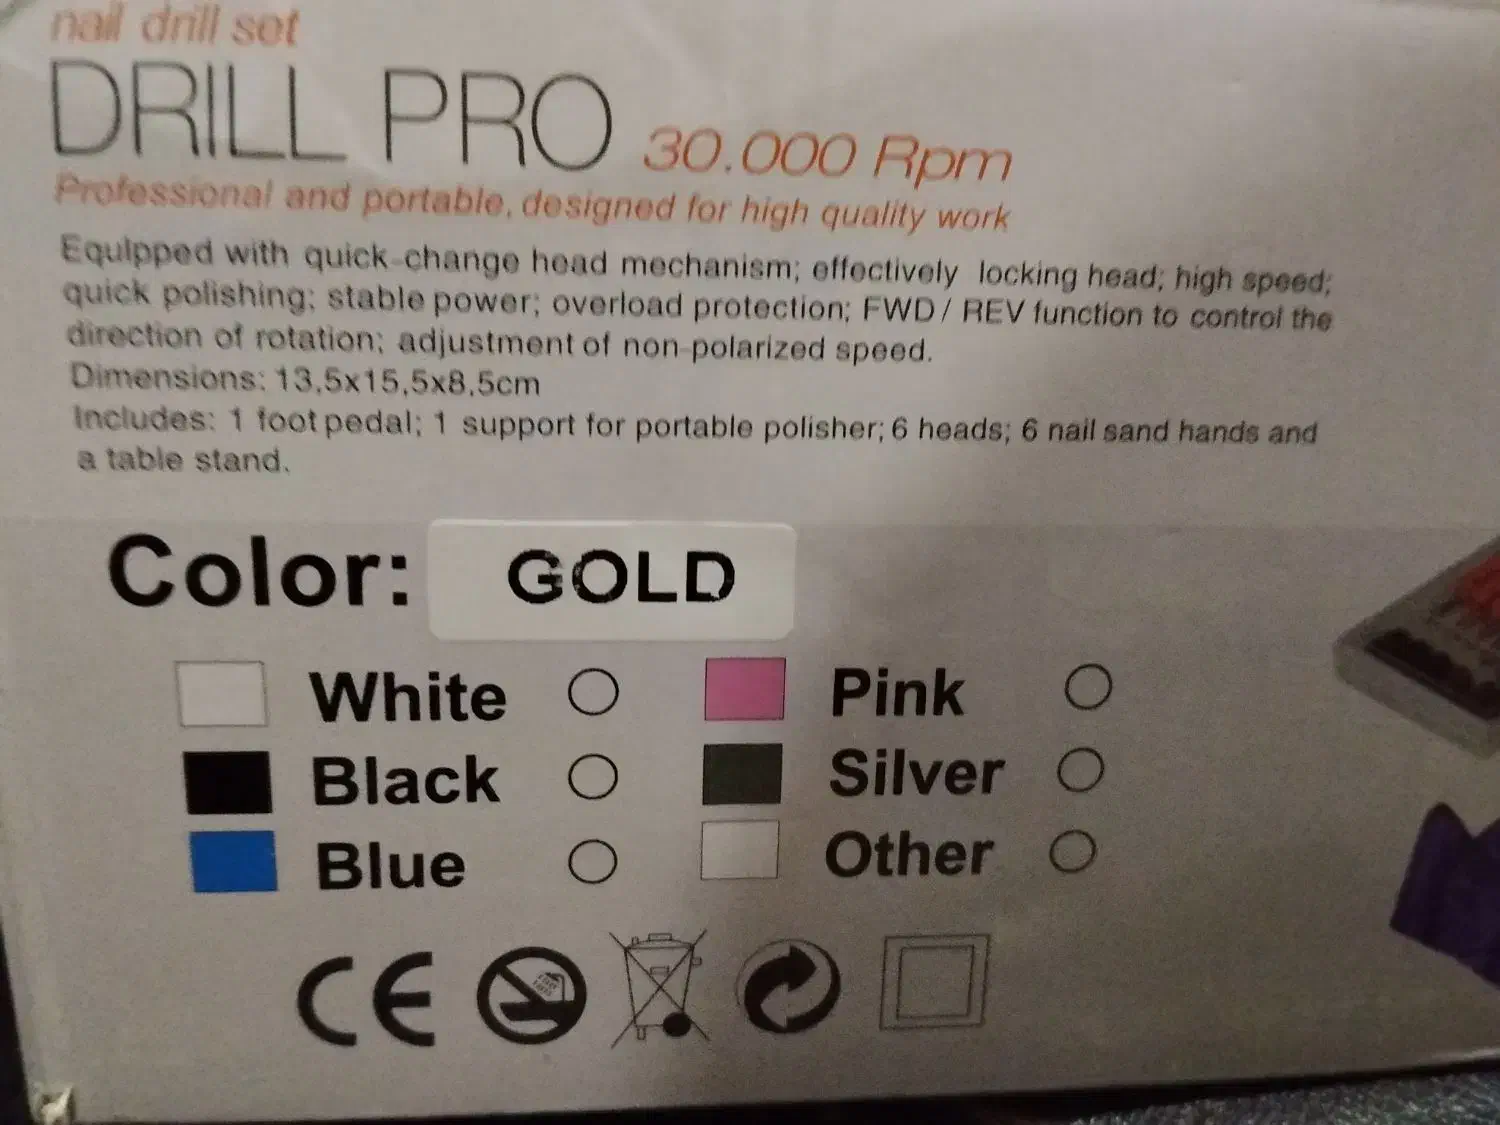 nail drill set
DRILL PRO 30.000 Rpm
Professional and portable, designed for high quality work
Equipped with quick-change head mechanism; effectively locking head; high speed;
quick polishing; stable power; overload protection; FWD / REV function to control the
direction of rotation; adjustment of non-polarized speed.
Dimensions: 13,5x15,5x8,5cm
Includes: 1 foot pedal; 1 support for portable polisher; 6 heads; 6 nail sand hands and
a table stand.
Color: GOLD
White Pink
Black Silver
Blue Other
CE